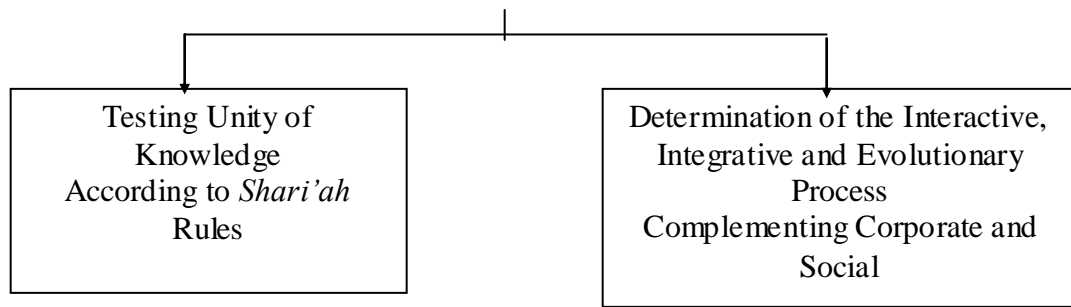 Testing Unity of
Knowledge
According to Shari’ah
Rules
Determination of the Interactive,
Integrative and Evolutionary
Process
Complementing Corporate and
Social